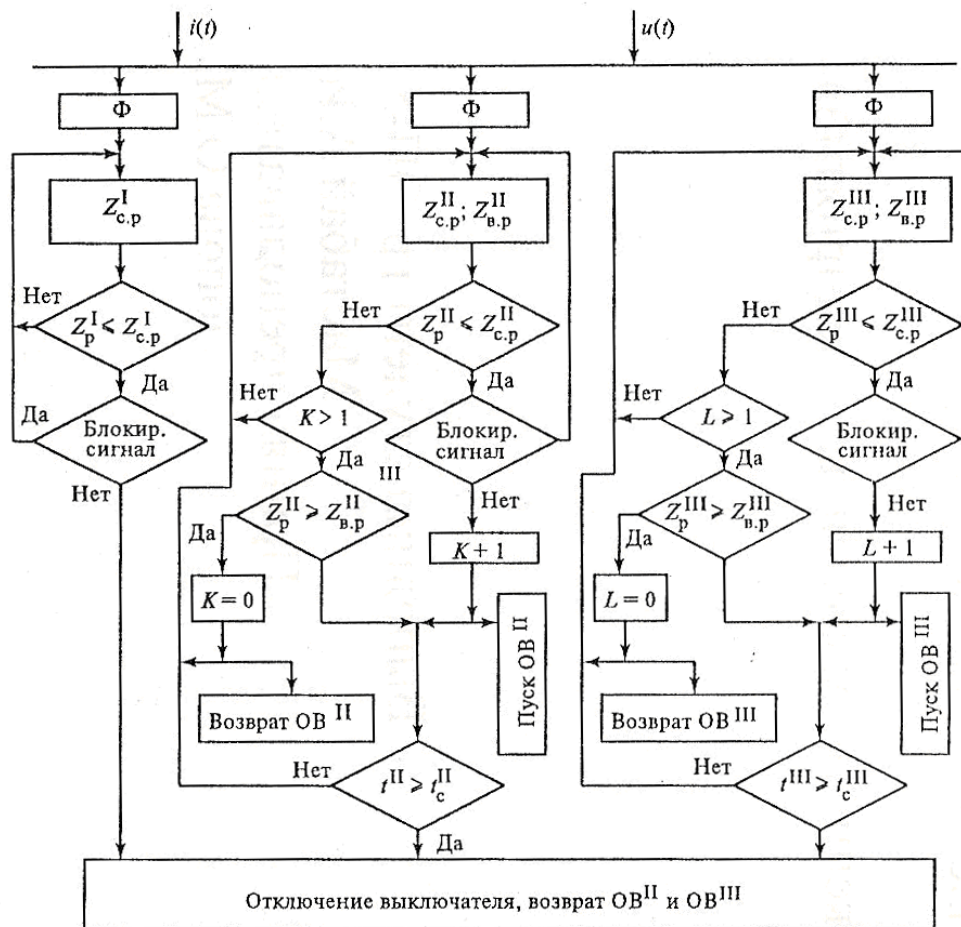 i(t)
u(t)
Ф
Ф
Ф
Z^I_с.р
Z^II_с.р; Z^II_в.р
Z^III_с.р; Z^III_в.р
Нет
Z^I_р ⩽ Z^I_с.р
Да
Нет
Z^II_р ⩽ Z^II_с.р
Да
Нет
Z^III_р ⩽ Z^III_с.р
Да
Да
Блокир.
сигнал
Нет
Нет
K > 1
Да
Блокир.
сигнал
Нет
Нет
L ⩾ 1
Да
Блокир.
сигнал
Нет
III
Z^II_р ⩾ Z^II_в.р
Да
K + 1
Z^III_р ⩾ Z^III_в.р
Да
L + 1
K = 0
Пуск ОВ^II
L = 0
Пуск ОВ^III
Возврат ОВ^II
Возврат ОВ^III
Нет
t^II ⩾ t^II_с
Да
Нет
t^III ⩾ t^III_с
Отключение выключателя, возврат ОВ^II и ОВ^III